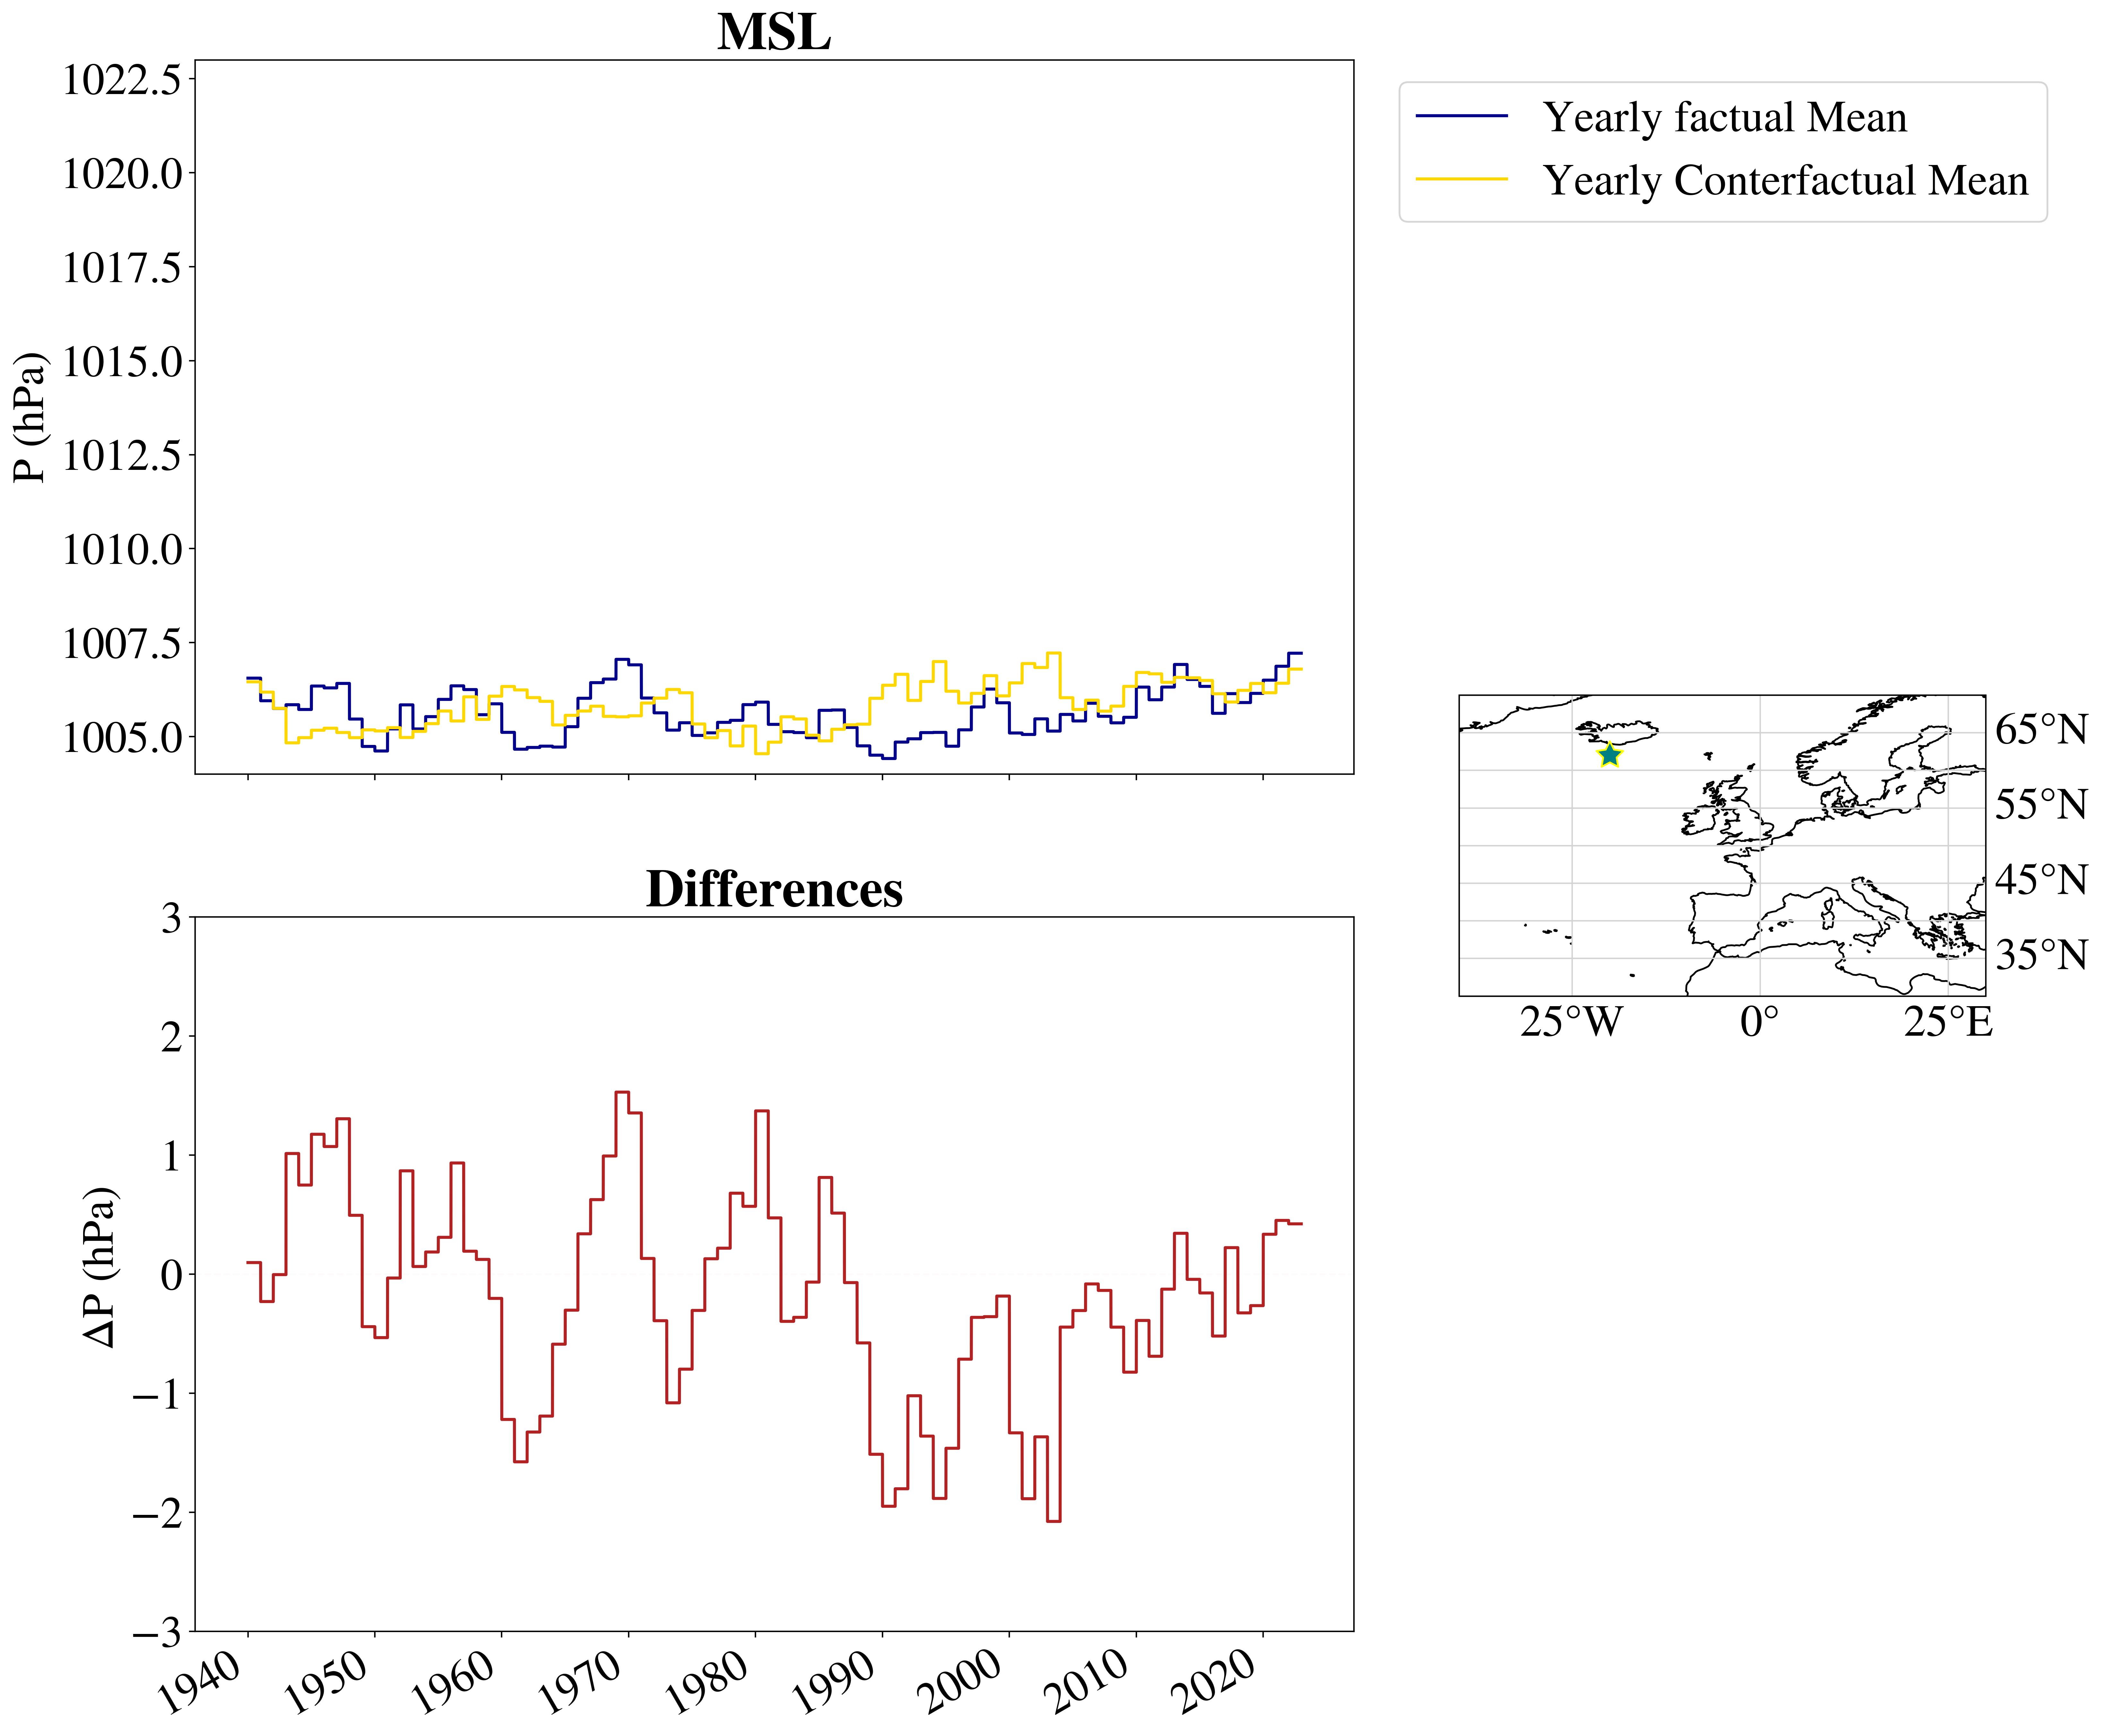 MSL
1022.5
1020.0
1017.5
1015.0
1012.5
1010.0
1007.5
1005.0
P (hPa)
Yearly factual Mean
Yearly Conterfactual Mean
65°N
55°N
45°N
35°N
25°W 0° 25°E
Differences
3
2
1
0
−1
−2
−3
ΔP (hPa)
1940 1950 1960 1970 1980 1990 2000 2010 2020